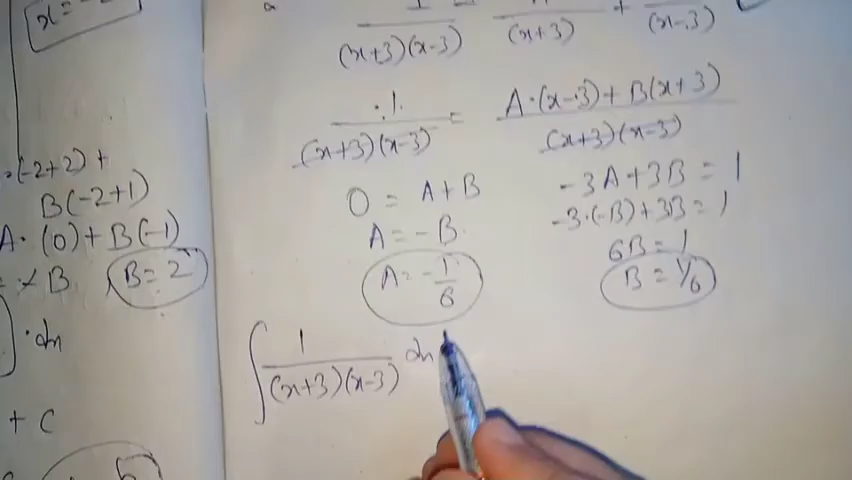 x = -
1/((x+3)(x-3)) = /(x+3) + /(x-3)
·1/((x+3)(x-3)) = A·(x-3)+B(x+3)/((x+3)(x-3))
0 = A+B
A = -B
A = -1/6
-3A+3B = 1
-3·(-B)+3B = 1
6B = 1
B = 1/6
∫ 1/((x+3)(x-3)) dx
·(-2+2) +
B(-2+1)
A·(0)+B(-1)
= -B
B = 2
·dx
+ C